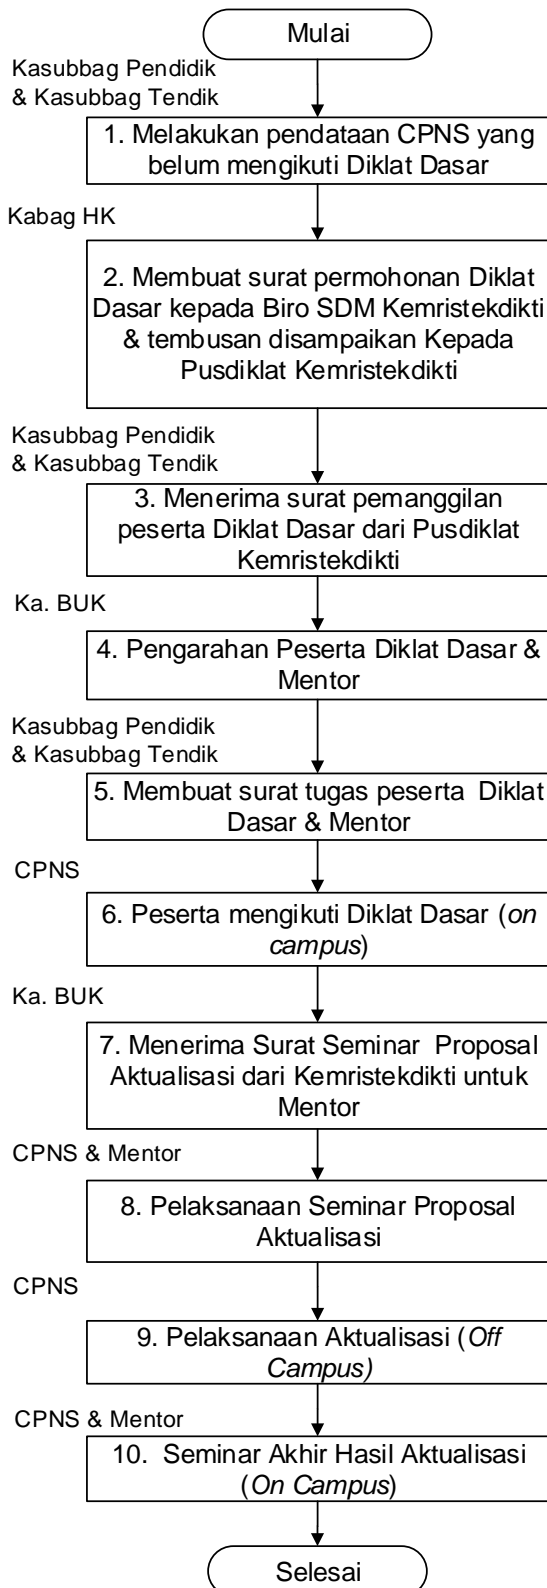 Mulai
Kasubbag Pendidik
& Kasubbag Tendik
1. Melakukan pendataan CPNS yang
belum mengikuti Diklat Dasar
Kabag HK
2. Membuat surat permohonan Diklat
Dasar kepada Biro SDM Kemristekdikti
& tembusan disampaikan Kepada
Pusdiklat Kemristekdikti
Kasubbag Pendidik
& Kasubbag Tendik
3. Menerima surat pemanggilan
peserta Diklat Dasar dari Pusdiklat
Kemristekdikti
Ka. BUK
4. Pengarahan Peserta Diklat Dasar &
Mentor
Kasubbag Pendidik
& Kasubbag Tendik
5. Membuat surat tugas peserta Diklat
Dasar & Mentor
CPNS
6. Peserta mengikuti Diklat Dasar (on
campus)
Ka. BUK
7. Menerima Surat Seminar Proposal
Aktualisasi dari Kemristekdikti untuk
Mentor
CPNS & Mentor
8. Pelaksanaan Seminar Proposal
Aktualisasi
CPNS
9. Pelaksanaan Aktualisasi (Off
Campus)
CPNS & Mentor
10. Seminar Akhir Hasil Aktualisasi
(On Campus)
Selesai